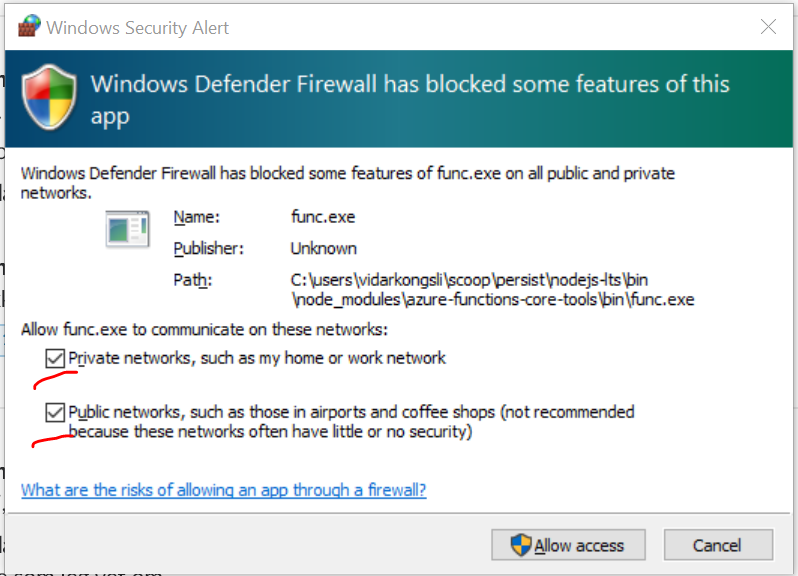 Windows Security Alert
Windows Defender Firewall has blocked some features of this
app
Windows Defender Firewall has blocked some features of func.exe on all public and private
networks.
Name: func.exe
Publisher: Unknown
Path: C:\users\vidarkongsli\scoop\persist\nodejs-lts\bin
\node_modules\azure-functions-core-tools\bin\func.exe
Allow func.exe to communicate on these networks:
Private networks, such as my home or work network
Public networks, such as those in airports and coffee shops (not recommended
because these networks often have little or no security)
What are the risks of allowing an app through a firewall?
Allow access
Cancel